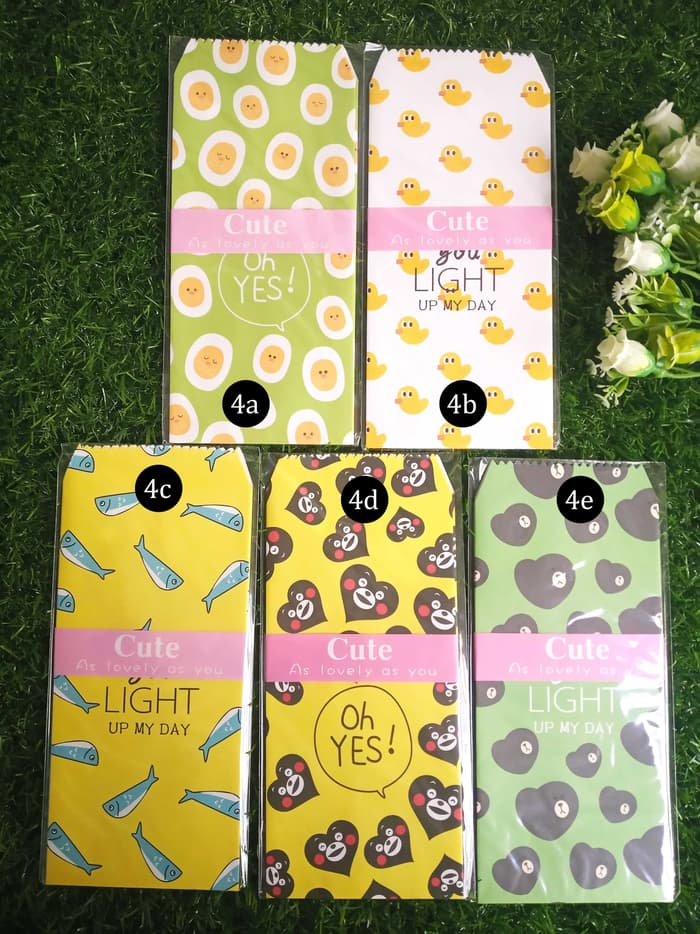 Cute
As lovely as you
Oh
YES!
4a
Cute
As lovely as you
you
LIGHT
UP MY DAY
4b
4c
Cute
As lovely as you
LIGHT
UP MY DAY
4d
Cute
As lovely as you
Oh
YES!
4e
Cute
As lovely as you
LIGHT
UP MY DAY